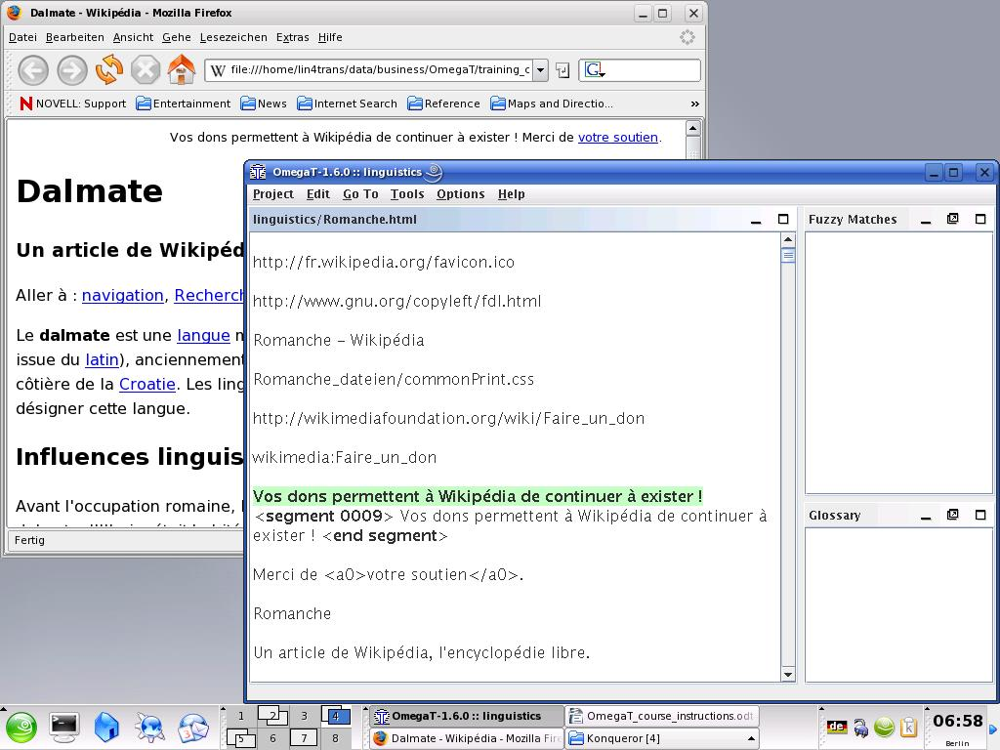 Dalmate - Wikipédia - Mozilla Firefox
Datei Bearbeiten Ansicht Gehe Lesezeichen Extras Hilfe
W file:///home/lin4trans/data/business/OmegaT/training_c
G
N NOVELL: Support Entertainment News Internet Search Reference Maps and Directio... »
Vos dons permettent à Wikipédia de continuer à exister ! Merci de votre soutien.
Dalmate
Un article de Wikipéd
Aller à : navigation, Recherch
Le dalmate est une langue
issue du latin), anciennement
côtière de la Croatie. Les ling
désigner cette langue.
Influences linguis
Avant l'occupation romaine,
Fertig
OmegaT-1.6.0 :: linguistics
Project Edit Go To Tools Options Help
linguistics/Romanche.html
http://fr.wikipedia.org/favicon.ico
http://www.gnu.org/copyleft/fdl.html
Romanche – Wikipédia
Romanche_dateien/commonPrint.css
http://wikimediafoundation.org/wiki/Faire_un_don
wikimedia:Faire_un_don
Vos dons permettent à Wikipédia de continuer à exister !
<segment 0009> Vos dons permettent à Wikipédia de continuer à
exister ! <end segment>
Merci de <a0>votre soutien</a0>.
Romanche
Un article de Wikipédia, l'encyclopédie libre.
Fuzzy Matches
Glossary
1 2 3 4
5 6 7 8
OmegaT-1.6.0 :: linguistics
OmegaT_course_instructions.odt
Dalmate - Wikipédia - Mozilla Fire
Konqueror [4]
de
06:58
Berlin